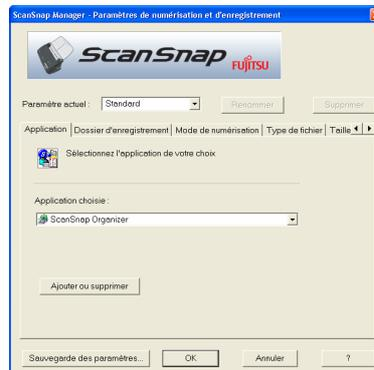 ScanSnap Manager - Paramètres de numérisation et d'enregistrement
ScanSnap FUJITSU
Paramètre actuel : Standard Renommer Supprimer
Application Dossier d'enregistrement Mode de numérisation Type de fichier Taille
Sélectionnez l'application de votre choix
Application choisie :
ScanSnap Organizer
Ajouter ou supprimer
Sauvegarde des paramètres... OK Annuler ?